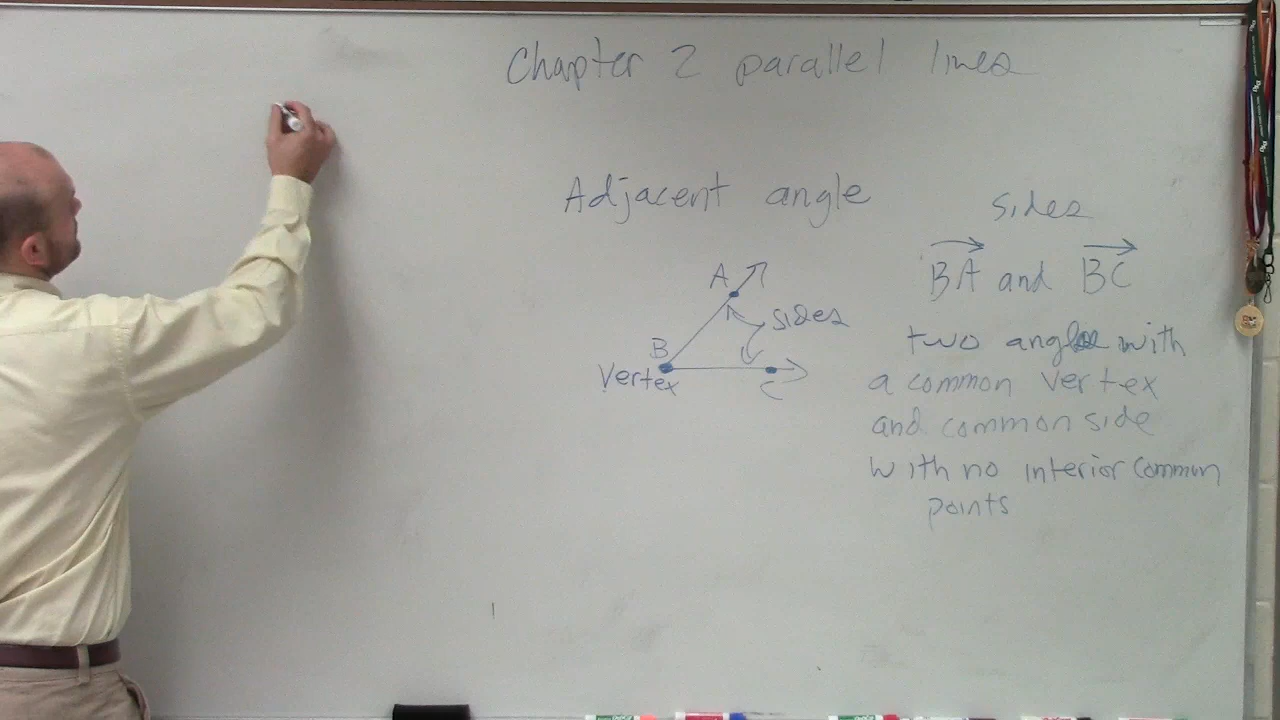 Chapter 2 parallel lines
Adjacent angle
sides
BA and BC
A
sides
B
Vertex
C
two angle with
a common vertex
and common side
with no interior common
points